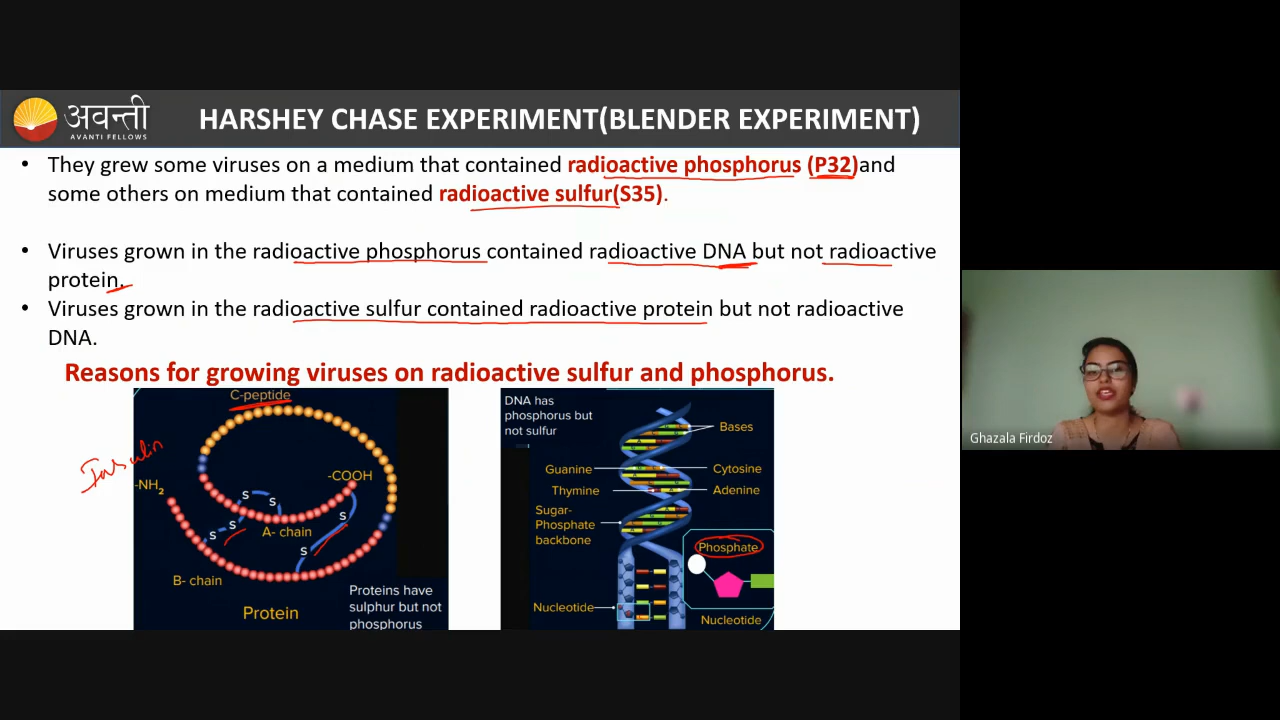 अवन्ती
AVANTI FELLOWS
HARSHEY CHASE EXPERIMENT(BLENDER EXPERIMENT)
• They grew some viruses on a medium that contained radioactive phosphorus (P32)and
some others on medium that contained radioactive sulfur(S35).
• Viruses grown in the radioactive phosphorus contained radioactive DNA but not radioactive
protein.
• Viruses grown in the radioactive sulfur contained radioactive protein but not radioactive
DNA.
Reasons for growing viruses on radioactive sulfur and phosphorus.
C-peptide
Insulin
-NH2
-COOH
S
S
S
S
S
S
A- chain
B- chain
Protein
Proteins have
sulphur but not
phosphorus
DNA has
phosphorus but
not sulfur
Bases
Guanine
Cytosine
Thymine
Adenine
Sugar-
Phosphate
backbone
Phosphate
Nucleotide
Nucleotide
Ghazala Firdoz